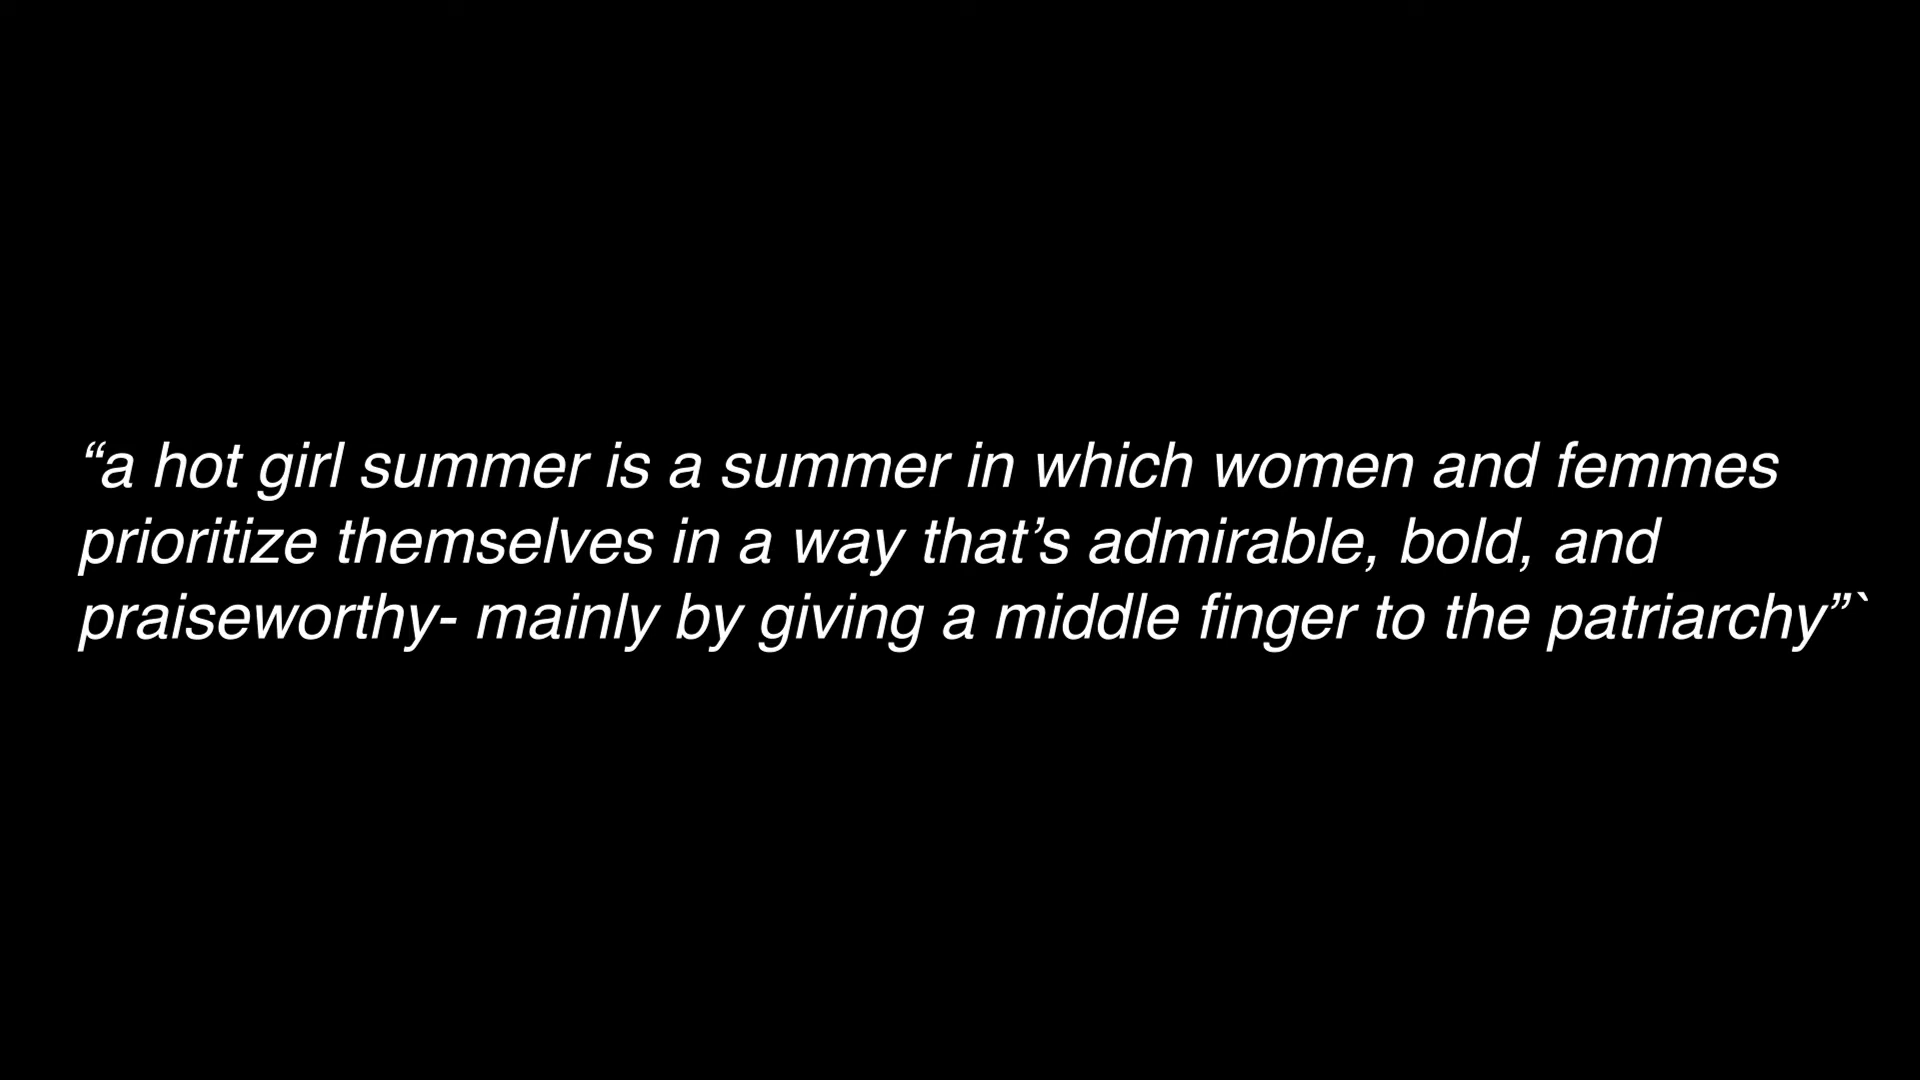 “a hot girl summer is a summer in which women and femmes
prioritize themselves in a way that’s admirable, bold, and
praiseworthy- mainly by giving a middle finger to the patriarchy”`